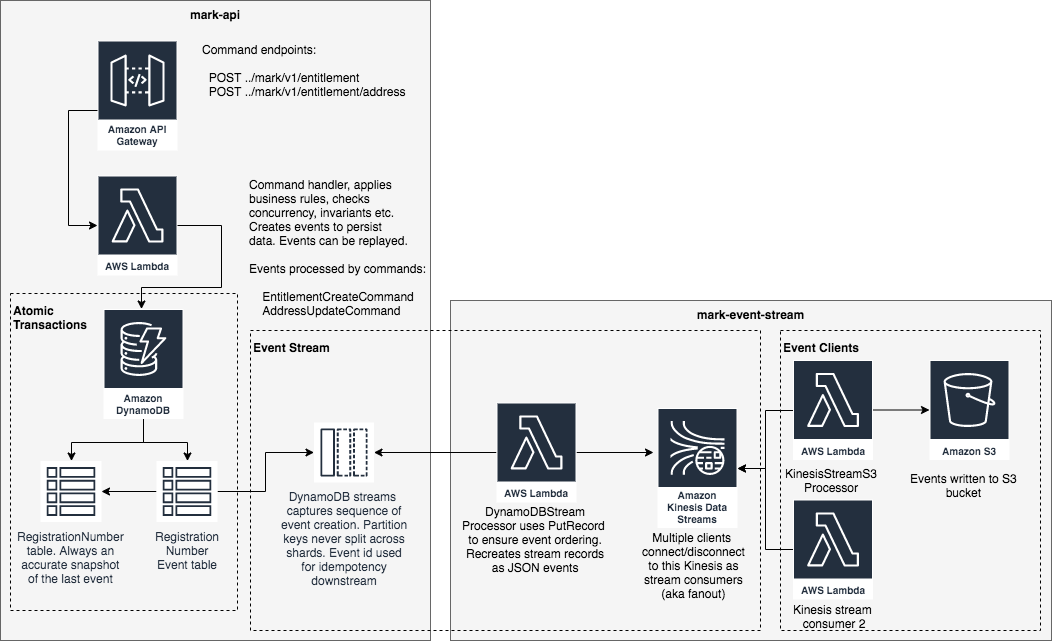 mark-api
Command endpoints:
POST ../mark/v1/entitlement
POST ../mark/v1/entitlement/address
Amazon API
Gateway
Command handler, applies
business rules, checks
concurrency, invariants etc.
Creates events to persist
data. Events can be replayed.
Events processed by commands:
EntitlementCreateCommand
AddressUpdateCommand
AWS Lambda
Atomic
Transactions
Amazon
DynamoDB
RegistrationNumber
table. Always an
accurate snapshot
of the last event
Registration
Number
Event table
Event Stream
DynamoDB streams
captures sequence of
event creation. Partition
keys never split across
shards. Event id used
for idempotency
downstream
mark-event-stream
AWS Lambda
DynamoDBStream
Processor uses PutRecord
to ensure event ordering.
Recreates stream records
as JSON events
Amazon
Kinesis Data
Streams
Multiple clients
connect/disconnect
to this Kinesis as
stream consumers
(aka fanout)
Event Clients
AWS Lambda
KinesisStreamS3
Processor
Amazon S3
Events written to S3
bucket
AWS Lambda
Kinesis stream
consumer 2